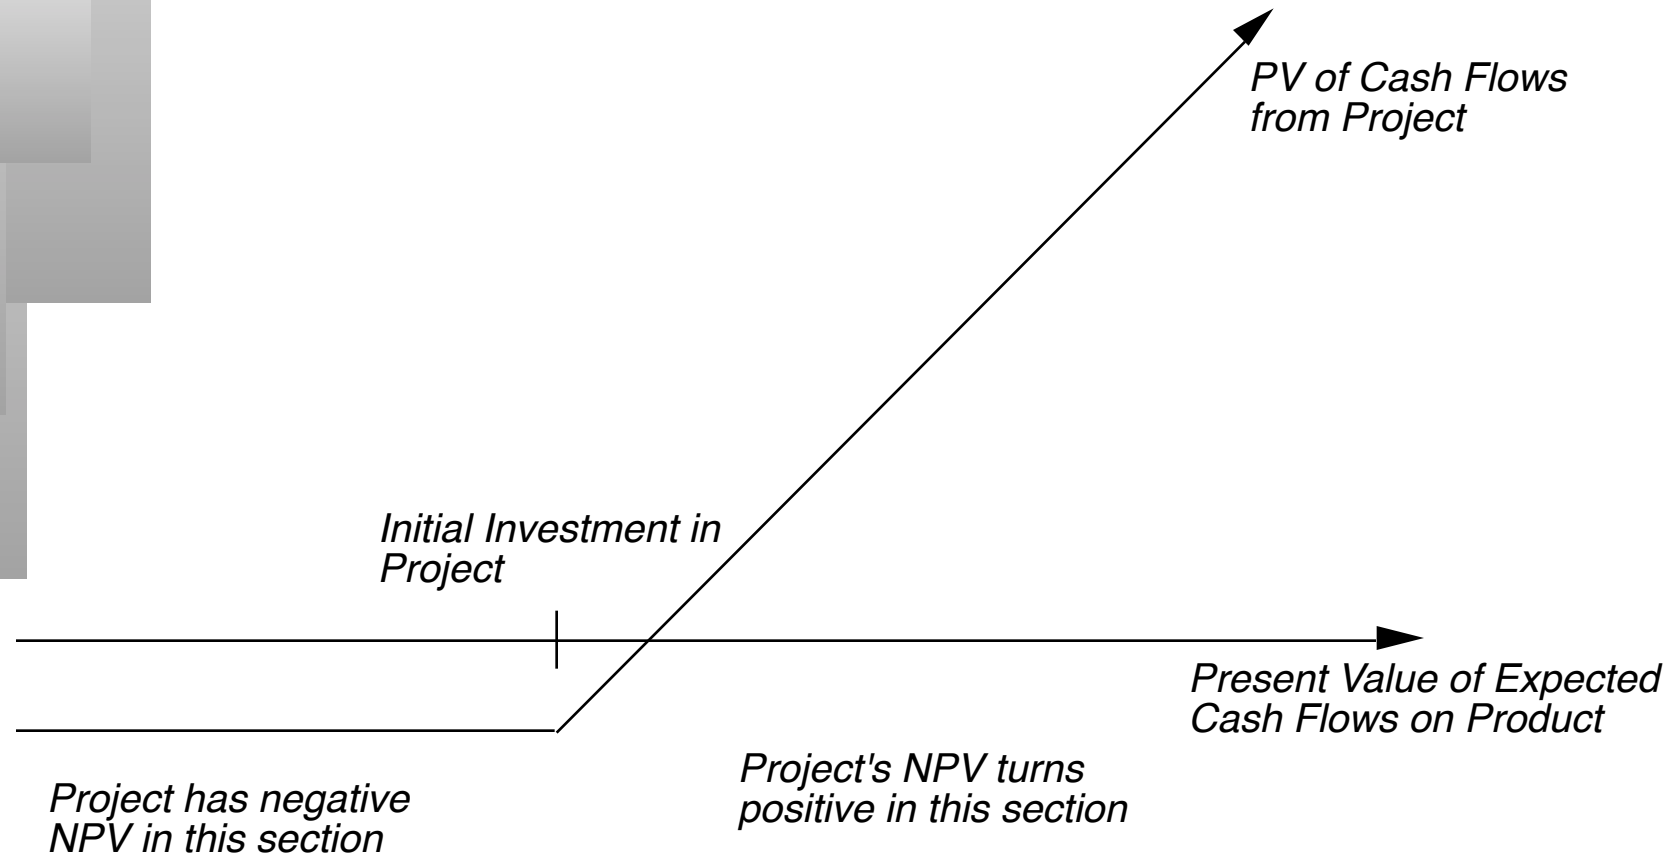 PV of Cash Flows
from Project
Initial Investment in
Project
Present Value of Expected
Cash Flows on Product
Project's NPV turns
positive in this section
Project has negative
NPV in this section